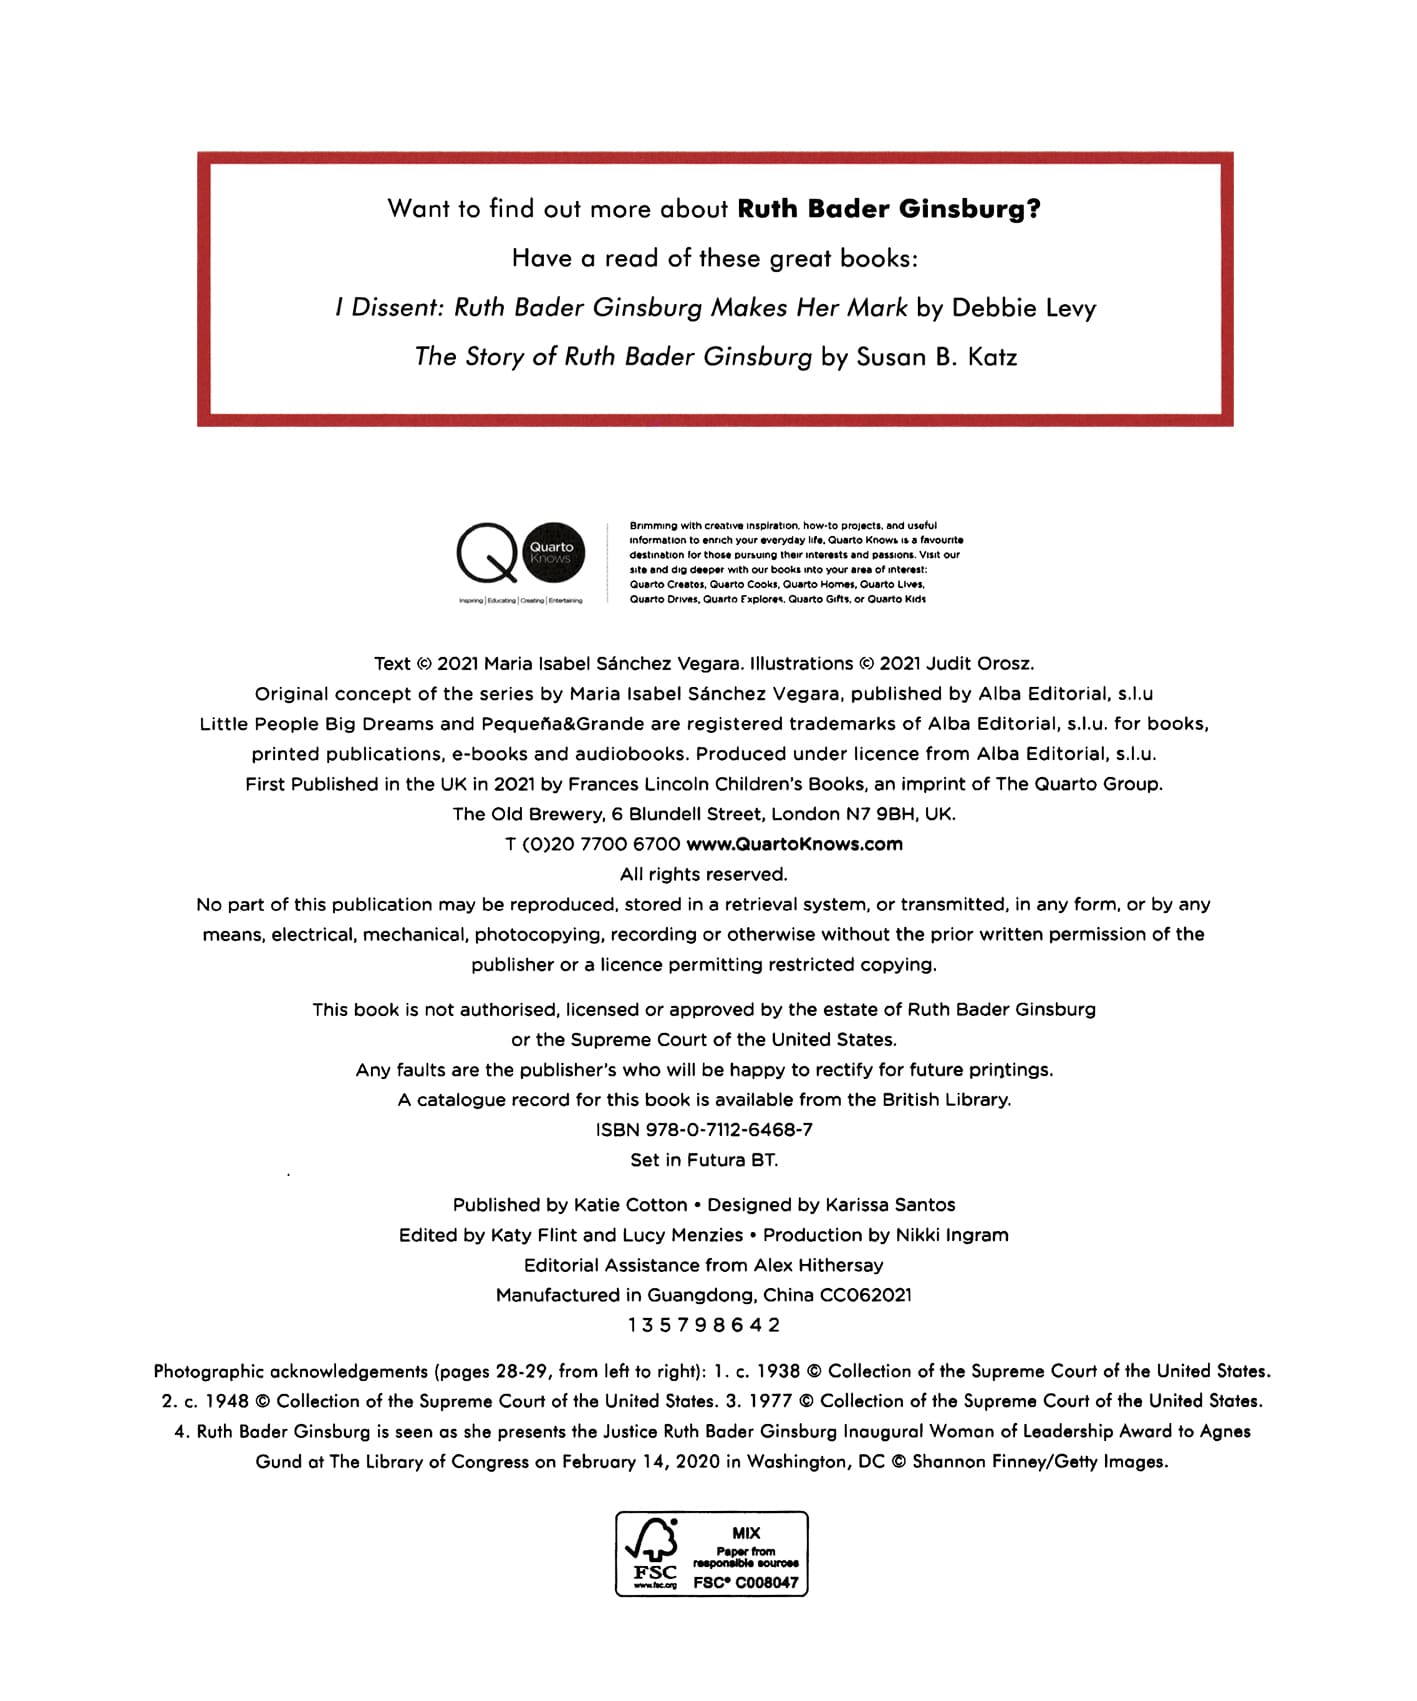 Want to find out more about Ruth Bader Ginsburg?
Have a read of these great books:
I Dissent: Ruth Bader Ginsburg Makes Her Mark by Debbie Levy
The Story of Ruth Bader Ginsburg by Susan B. Katz
Quarto
Knows
Inspiring | Educating | Creating | Entertaining
Brimming with creative inspiration, how-to projects, and useful
information to enrich your everyday life, Quarto Knows is a favourite
destination for those pursuing their interests and passions. Visit our
site and dig deeper with our books into your area of interest:
Quarto Creates, Quarto Cooks, Quarto Homes, Quarto Lives,
Quarto Drives, Quarto Explores, Quarto Gifts, or Quarto Kids
Text © 2021 Maria Isabel Sánchez Vegara. Illustrations © 2021 Judit Orosz.
Original concept of the series by Maria Isabel Sánchez Vegara, published by Alba Editorial, s.l.u
Little People Big Dreams and Pequeña&Grande are registered trademarks of Alba Editorial, s.l.u. for books,
printed publications, e-books and audiobooks. Produced under licence from Alba Editorial, s.l.u.
First Published in the UK in 2021 by Frances Lincoln Children's Books, an imprint of The Quarto Group.
The Old Brewery, 6 Blundell Street, London N7 9BH, UK.
T (0)20 7700 6700 www.QuartoKnows.com
All rights reserved.
No part of this publication may be reproduced, stored in a retrieval system, or transmitted, in any form, or by any
means, electrical, mechanical, photocopying, recording or otherwise without the prior written permission of the
publisher or a licence permitting restricted copying.
This book is not authorised, licensed or approved by the estate of Ruth Bader Ginsburg
or the Supreme Court of the United States.
Any faults are the publisher's who will be happy to rectify for future printings.
A catalogue record for this book is available from the British Library.
ISBN 978-0-7112-6468-7
Set in Futura BT.
Published by Katie Cotton • Designed by Karissa Santos
Edited by Katy Flint and Lucy Menzies • Production by Nikki Ingram
Editorial Assistance from Alex Hithersay
Manufactured in Guangdong, China CC062021
1 3 5 7 9 8 6 4 2
Photographic acknowledgements (pages 28-29, from left to right): 1. c. 1938 © Collection of the Supreme Court of the United States.
2. c. 1948 © Collection of the Supreme Court of the United States. 3. 1977 © Collection of the Supreme Court of the United States.
4. Ruth Bader Ginsburg is seen as she presents the Justice Ruth Bader Ginsburg Inaugural Woman of Leadership Award to Agnes
Gund at The Library of Congress on February 14, 2020 in Washington, DC © Shannon Finney/Getty Images.
FSC
www.fsc.org
MIX
Paper from
responsible sources
FSC® C008047